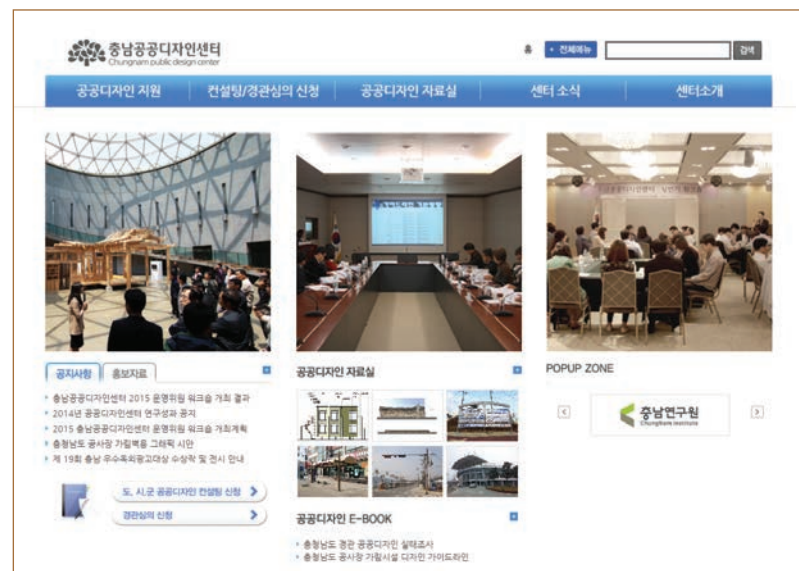 충남공공디자인센터
Chungnam public design center
홈
전체메뉴
검색
공공디자인 지원
컨설팅/경관심의 신청
공공디자인 자료실
센터 소식
센터소개
공지사항
홍보자료
충남공공디자인센터 2015 운영위원 워크숍 개최 결과
2014년 공공디자인센터 연구성과 공지
2015 충남공공디자인센터 운영위원 워크숍 개최계획
충청남도 공사장 가림벽용 그래픽 시안
제 19회 충남 우수옥외광고대상 수상작 및 전시 안내
도, 시,군 공공디자인 컨설팅 신청
경관심의 신청
공공디자인 자료실
공공디자인 E-BOOK
충청남도 경관 공공디자인 실태조사
충청남도 공사장 가림시설 디자인 가이드라인
POPUP ZONE
충남연구원
ChungNam Institute